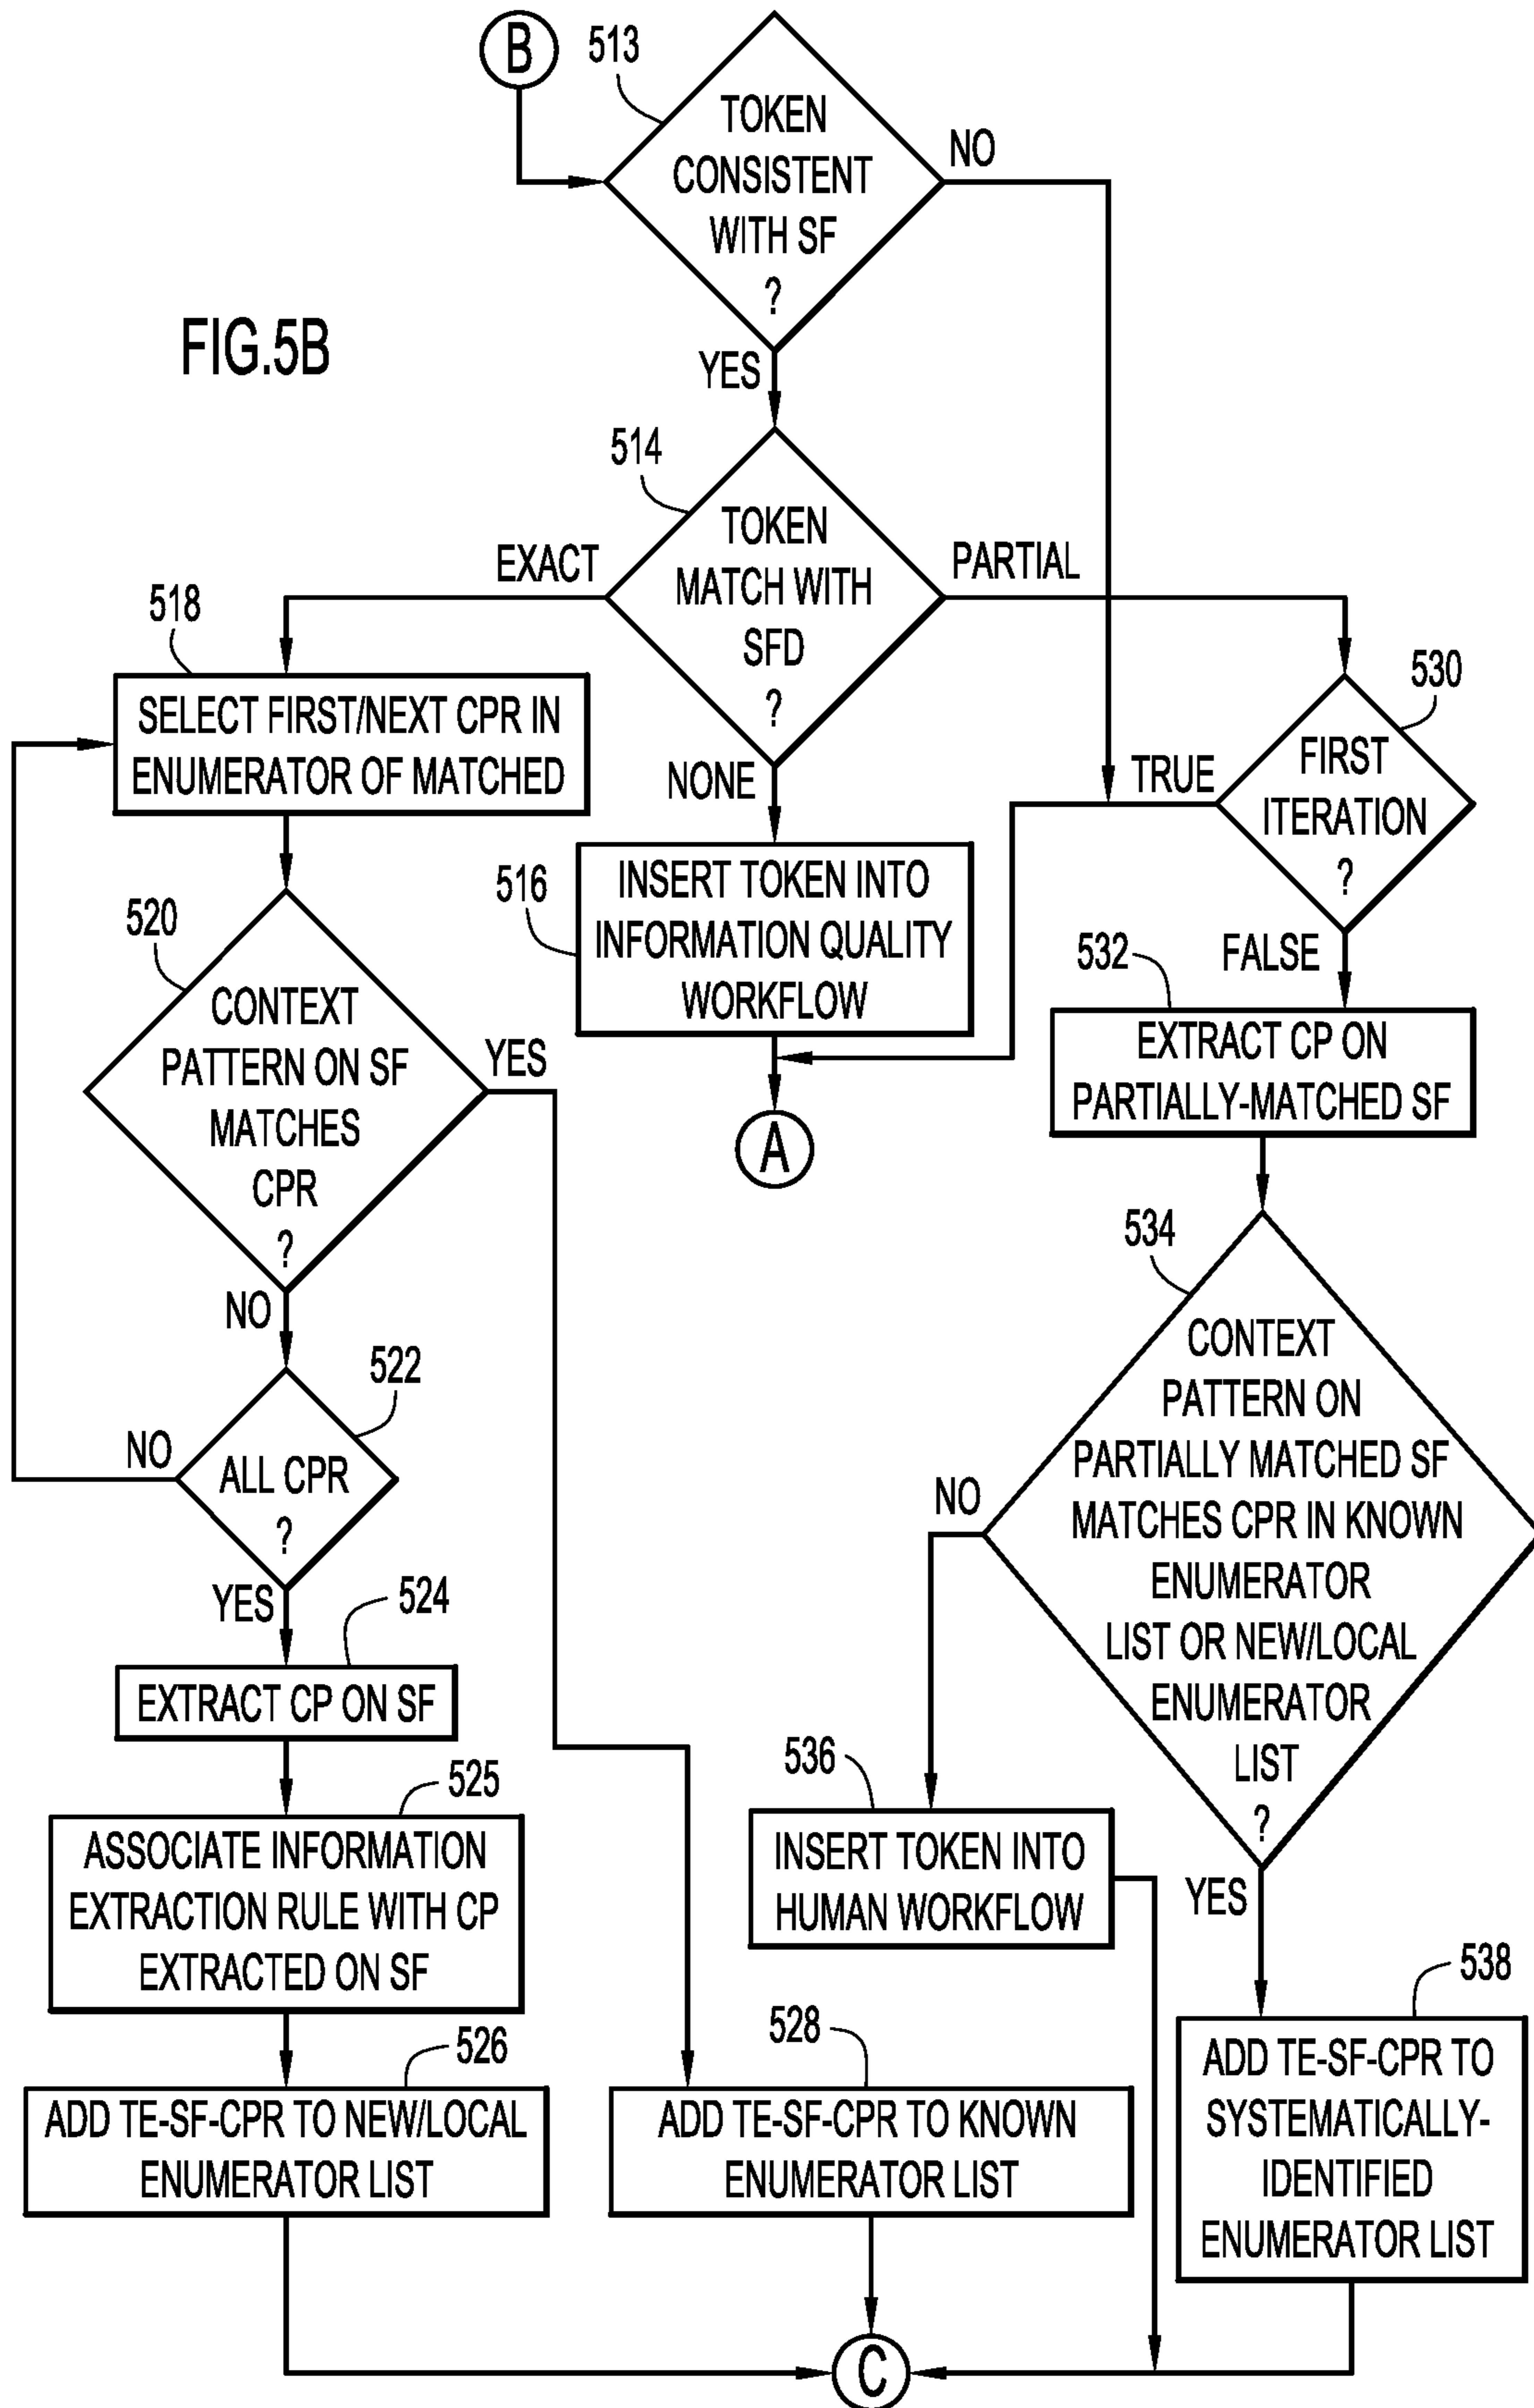 B
513
TOKEN
CONSISTENT
WITH SF
?
NO
FIG.5B
YES
514
TOKEN
MATCH WITH
SFD
?
EXACT
PARTIAL
NONE
518
SELECT FIRST/NEXT CPR IN
ENUMERATOR OF MATCHED
530
FIRST
ITERATION
?
TRUE
FALSE
516
INSERT TOKEN INTO
INFORMATION QUALITY
WORKFLOW
A
520
CONTEXT
PATTERN ON SF
MATCHES
CPR
?
YES
NO
532
EXTRACT CP ON
PARTIALLY-MATCHED SF
522
ALL CPR
?
NO
YES
534
CONTEXT
PATTERN ON
PARTIALLY MATCHED SF
MATCHES CPR IN KNOWN
ENUMERATOR
LIST OR NEW/LOCAL
ENUMERATOR
LIST
?
NO
YES
524
EXTRACT CP ON SF
525
ASSOCIATE INFORMATION
EXTRACTION RULE WITH CP
EXTRACTED ON SF
536
INSERT TOKEN INTO
HUMAN WORKFLOW
526
ADD TE-SF-CPR TO NEW/LOCAL
ENUMERATOR LIST
528
ADD TE-SF-CPR TO KNOWN
ENUMERATOR LIST
538
ADD TE-SF-CPR TO
SYSTEMATICALLY-
IDENTIFIED
ENUMERATOR LIST
C